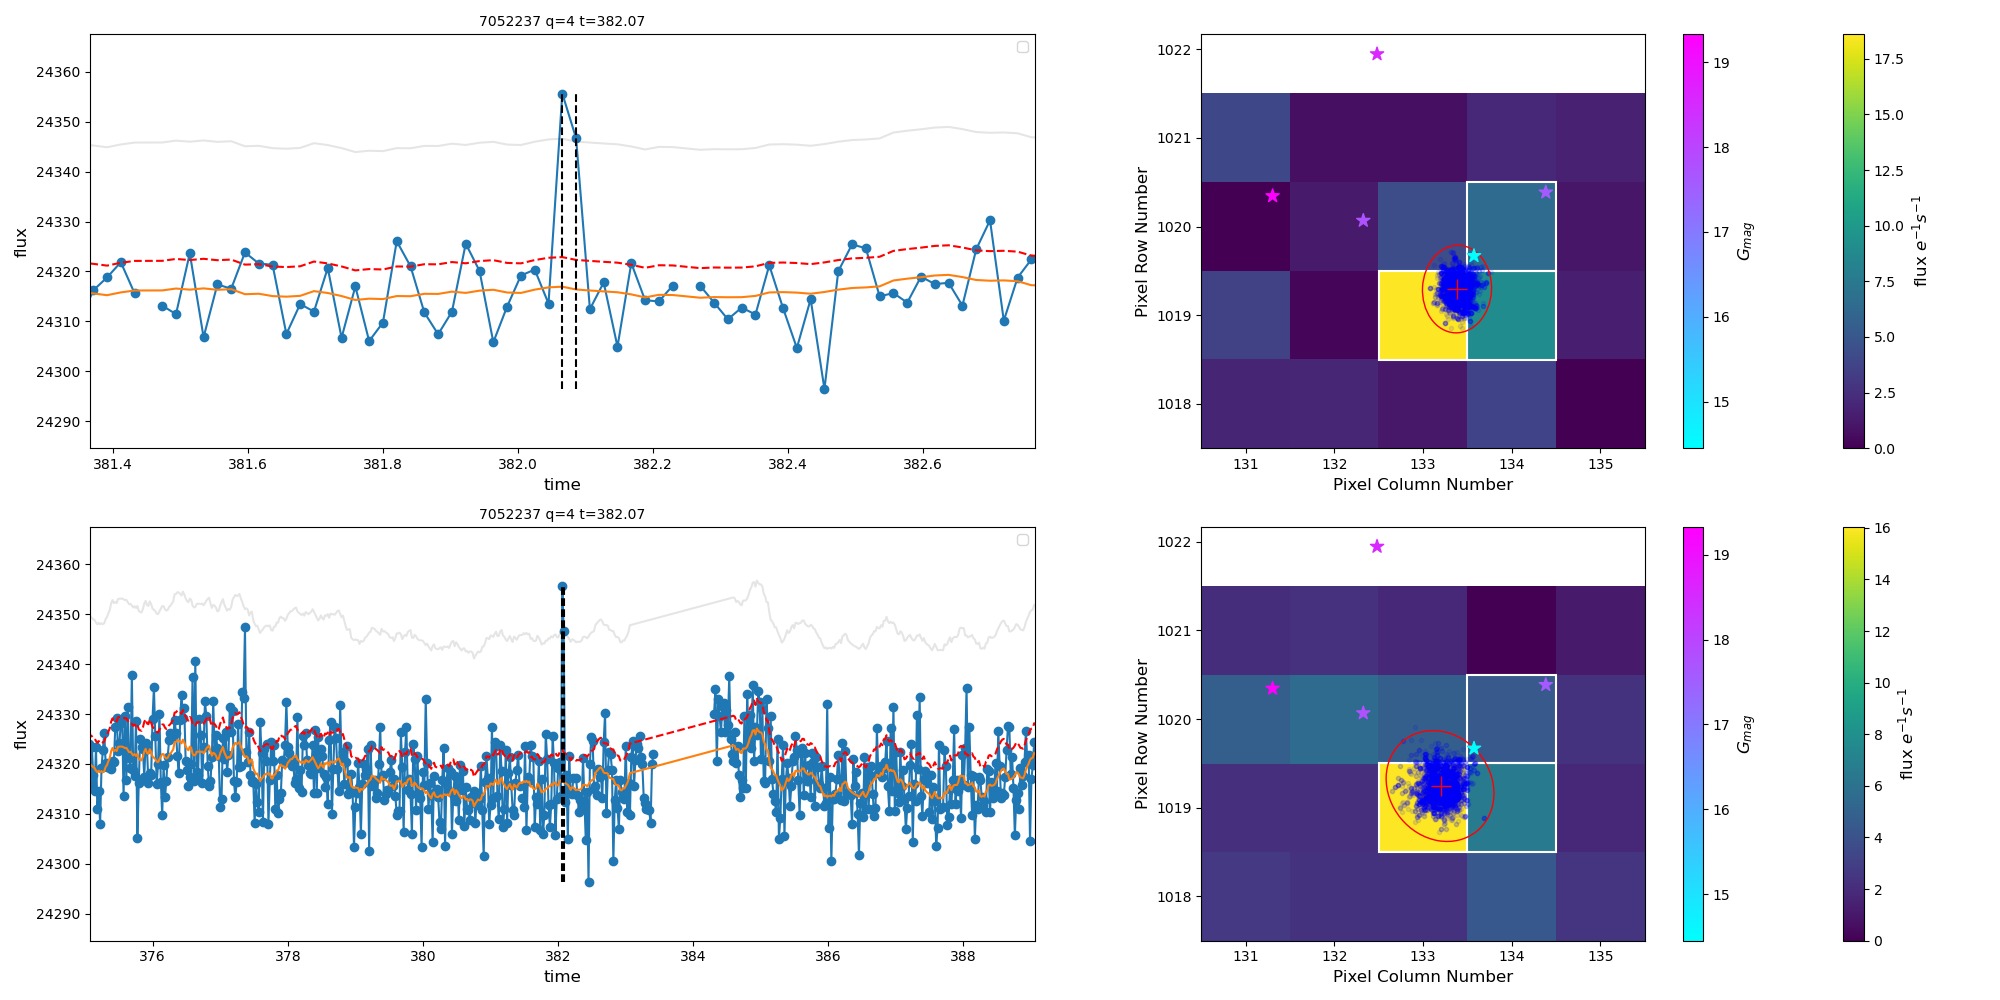 7052237 q=4 t=382.07
24360
24350
24340
24330
24320
24310
24300
24290
flux
381.4 381.6 381.8 382.0 382.2 382.4 382.6
time
1022
1021
1020
1019
1018
Pixel Row Number
131 132 133 134 135
Pixel Column Number
19
18
17
16
15
G_mag
17.5
15.0
12.5
10.0
7.5
5.0
2.5
0.0
flux e⁻¹s⁻¹
7052237 q=4 t=382.07
24360
24350
24340
24330
24320
24310
24300
24290
flux
376 378 380 382 384 386 388
time
1022
1021
1020
1019
1018
Pixel Row Number
131 132 133 134 135
Pixel Column Number
19
18
17
16
15
G_mag
16
14
12
10
8
6
4
2
0
flux e⁻¹s⁻¹